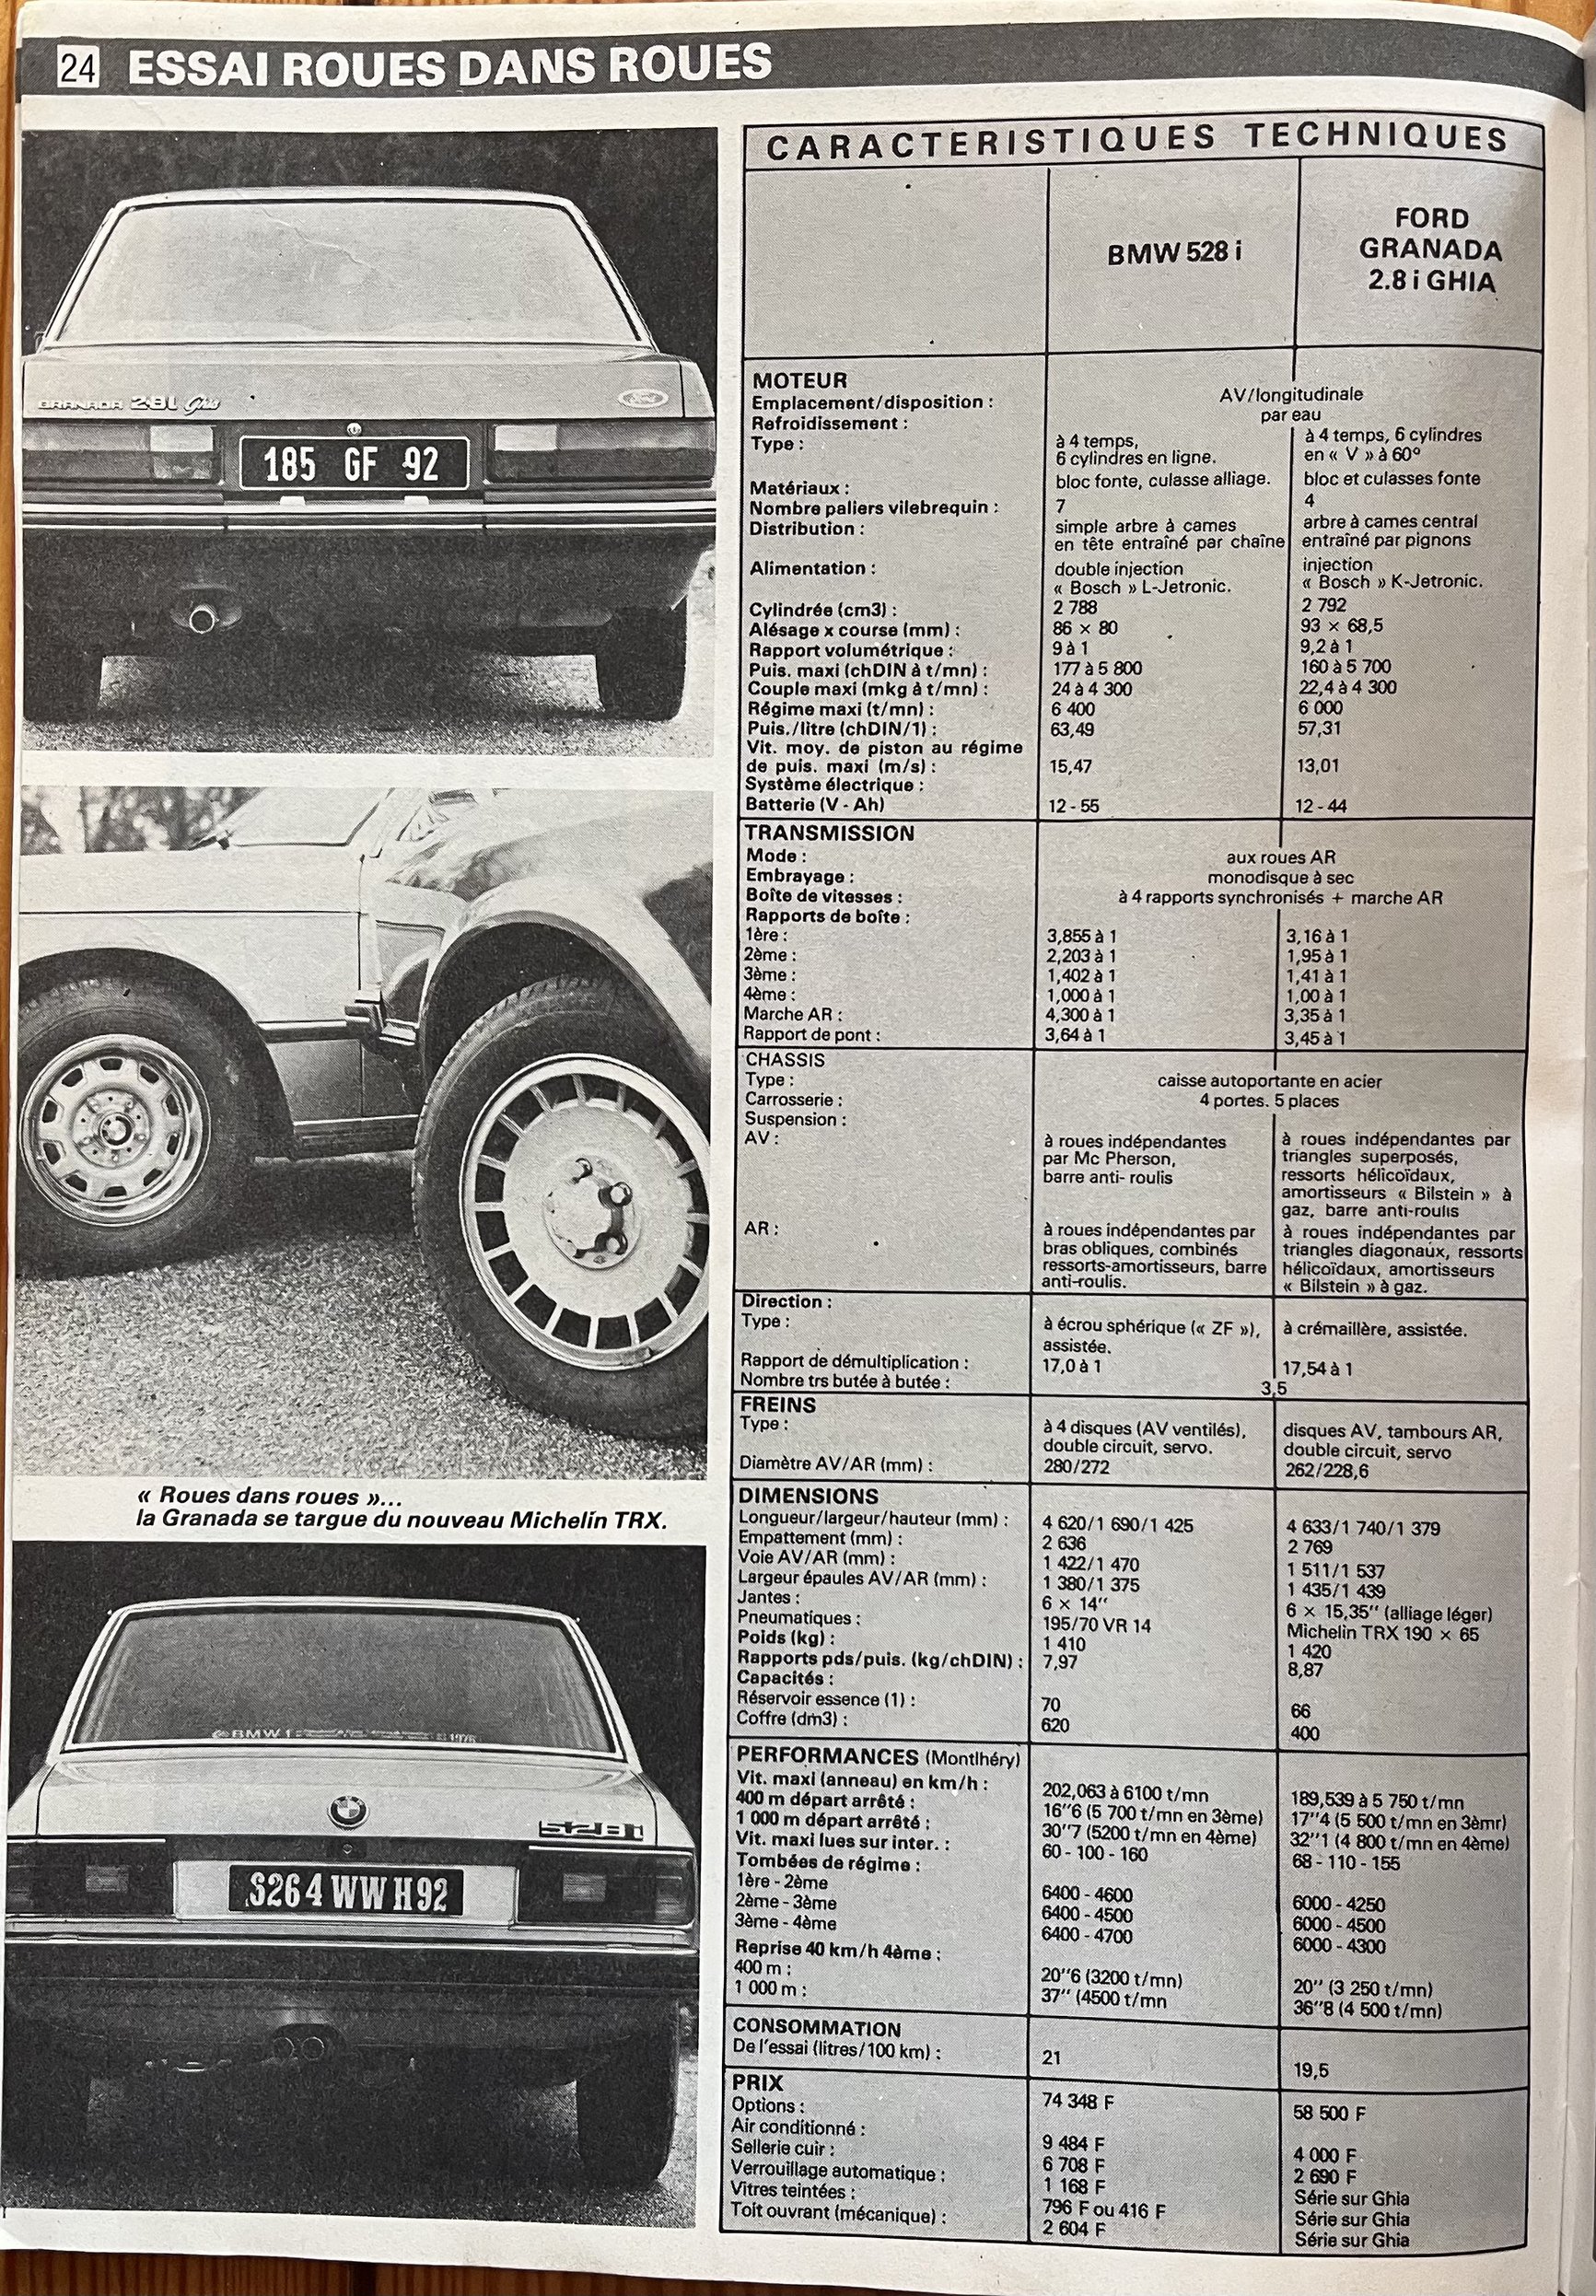 24 ESSAI ROUES DANS ROUES
GRANADA 2.8i Ghia
Ford
185 GF 92
« Roues dans roues »...
la Granada se targue du nouveau Michelin TRX.
BMW
528i
S264 WW H92
CARACTERISTIQUES TECHNIQUES
BMW 528 i
FORD
GRANADA
2.8 i GHIA
MOTEUR
Emplacement/disposition : AV/longitudinale
Refroidissement : par eau
Type : à 4 temps, à 4 temps, 6 cylindres
6 cylindres en ligne. en « V » à 60°
Matériaux : bloc fonte, culasse alliage. bloc et culasses fonte
Nombre paliers vilebrequin : 7 4
Distribution : simple arbre à cames arbre à cames central
en tête entraîné par chaîne entraîné par pignons
Alimentation : double injection injection
« Bosch » L-Jetronic. « Bosch » K-Jetronic.
Cylindrée (cm3) : 2 788 2 792
Alésage x course (mm) : 86 × 80 93 × 68,5
Rapport volumétrique : 9 à 1 9,2 à 1
Puis. maxi (chDIN à t/mn) : 177 à 5 800 160 à 5 700
Couple maxi (mkg à t/mn) : 24 à 4 300 22,4 à 4 300
Régime maxi (t/mn) : 6 400 6 000
Puis./litre (chDIN/1) : 63,49 57,31
Vit. moy. de piston au régime
de puis. maxi (m/s) : 15,47 13,01
Système électrique :
Batterie (V - Ah) 12 - 55 12 - 44
TRANSMISSION
Mode : aux roues AR
Embrayage : monodisque à sec
Boîte de vitesses : à 4 rapports synchronisés + marche AR
Rapports de boîte :
1ère : 3,855 à 1 3,16 à 1
2ème : 2,203 à 1 1,95 à 1
3ème : 1,402 à 1 1,41 à 1
4ème : 1,000 à 1 1,00 à 1
Marche AR : 4,300 à 1 3,35 à 1
Rapport de pont : 3,64 à 1 3,45 à 1
CHASSIS
Type : caisse autoportante en acier
Carrosserie : 4 portes. 5 places
Suspension :
AV : à roues indépendantes à roues indépendantes par
par Mc Pherson, triangles superposés,
barre anti- roulis ressorts hélicoïdaux,
amortisseurs « Bilstein » à
gaz, barre anti-roulis
AR : à roues indépendantes par à roues indépendantes par
bras obliques, combinés triangles diagonaux, ressorts
ressorts-amortisseurs, barre hélicoïdaux, amortisseurs
anti-roulis. « Bilstein » à gaz.
Direction :
Type : à écrou sphérique (« ZF »), à crémaillère, assistée.
assistée.
Rapport de démultiplication : 17,0 à 1 17,54 à 1
Nombre trs butée à butée : 3,5
FREINS
Type : à 4 disques (AV ventilés), disques AV, tambours AR,
double circuit, servo. double circuit, servo
Diamètre AV/AR (mm) : 280/272 262/228,6
DIMENSIONS
Longueur/largeur/hauteur (mm) : 4 620/1 690/1 425 4 633/1 740/1 379
Empattement (mm) : 2 636 2 769
Voie AV/AR (mm) : 1 422/1 470 1 511/1 537
Largeur épaules AV/AR (mm) : 1 380/1 375 1 435/1 439
Jantes : 6 × 14" 6 × 15,35" (alliage léger)
Pneumatiques : 195/70 VR 14 Michelin TRX 190 × 65
Poids (kg) : 1 410 1 420
Rapports pds/puis. (kg/chDIN) : 7,97 8,87
Capacités :
Réservoir essence (1) : 70 66
Coffre (dm3) : 620 400
PERFORMANCES (Montlhéry)
Vit. maxi (anneau) en km/h : 202,063 à 6100 t/mn 189,539 à 5 750 t/mn
400 m départ arrêté : 16"6 (5 700 t/mn en 3ème) 17"4 (5 500 t/mn en 3èmr)
1 000 m départ arrêté : 30"7 (5200 t/mn en 4ème) 32"1 (4 800 t/mn en 4ème)
Vit. maxi lues sur inter. : 60 - 100 - 160 68 - 110 - 155
Tombées de régime :
1ère - 2ème 6400 - 4600 6000 - 4250
2ème - 3ème 6400 - 4500 6000 - 4500
3ème - 4ème 6400 - 4700 6000 - 4300
Reprise 40 km/h 4ème :
400 m : 20"6 (3200 t/mn) 20" (3 250 t/mn)
1 000 m : 37" (4500 t/mn 36"8 (4 500 t/mn)
CONSOMMATION
De l'essai (litres/100 km) : 21 19,5
PRIX 74 348 F 58 500 F
Options :
Air conditionné : 9 484 F 4 000 F
Sellerie cuir : 6 708 F 2 690 F
Verrouillage automatique : 1 168 F Série sur Ghia
Vitres teintées : 796 F ou 416 F Série sur Ghia
Toit ouvrant (mécanique) : 2 604 F Série sur Ghia